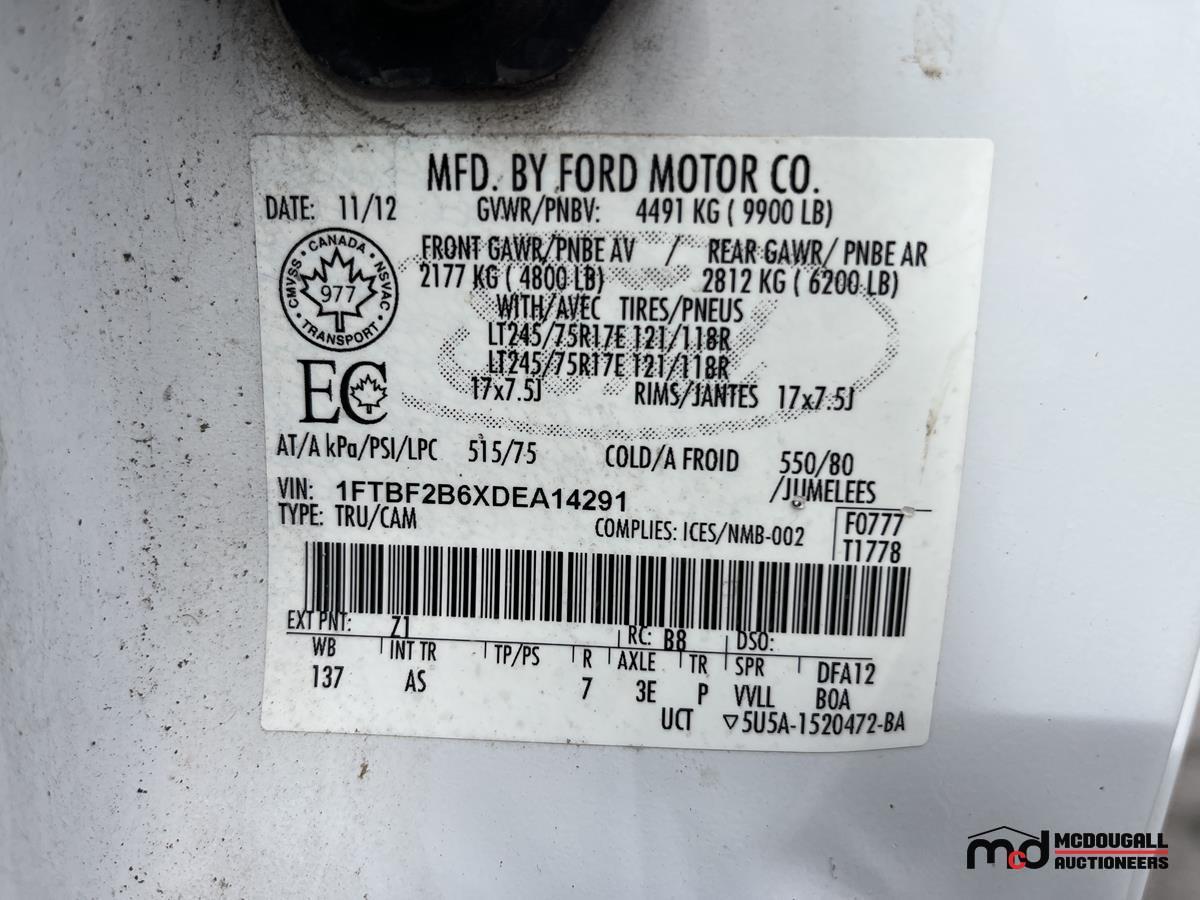 MFD. BY FORD MOTOR CO.
DATE: 11/12 GVWR/PNBV: 4491 KG ( 9900 LB)
FRONT GAWR/PNBE AV / REAR GAWR/ PNBE AR
2177 KG ( 4800 LB) 2812 KG ( 6200 LB)
WITH/AVEC TIRES/PNEUS
LT245/75R17E 121/118R
LT245/75R17E 121/118R
17x7.5J RIMS/JANTES 17x7.5J
CMVSS · CANADA · NSVAC
977
TRANSPORT
EC
AT/A kPa/PSI/LPC 515/75 COLD/A FROID 550/80
/JUMELEES
VIN: 1FTBF2B6XDEA14291
TYPE: TRU/CAM COMPLIES: ICES/NMB-002
F0777
T1778
EXT PNT: Z1 RC: B8 DSO:
WB INT TR TP/PS R AXLE TR SPR DFA12
137 AS 7 3E P VVLL BOA
UCT ▽5U5A-1520472-BA
mcd MCDOUGALL
AUCTIONEERS